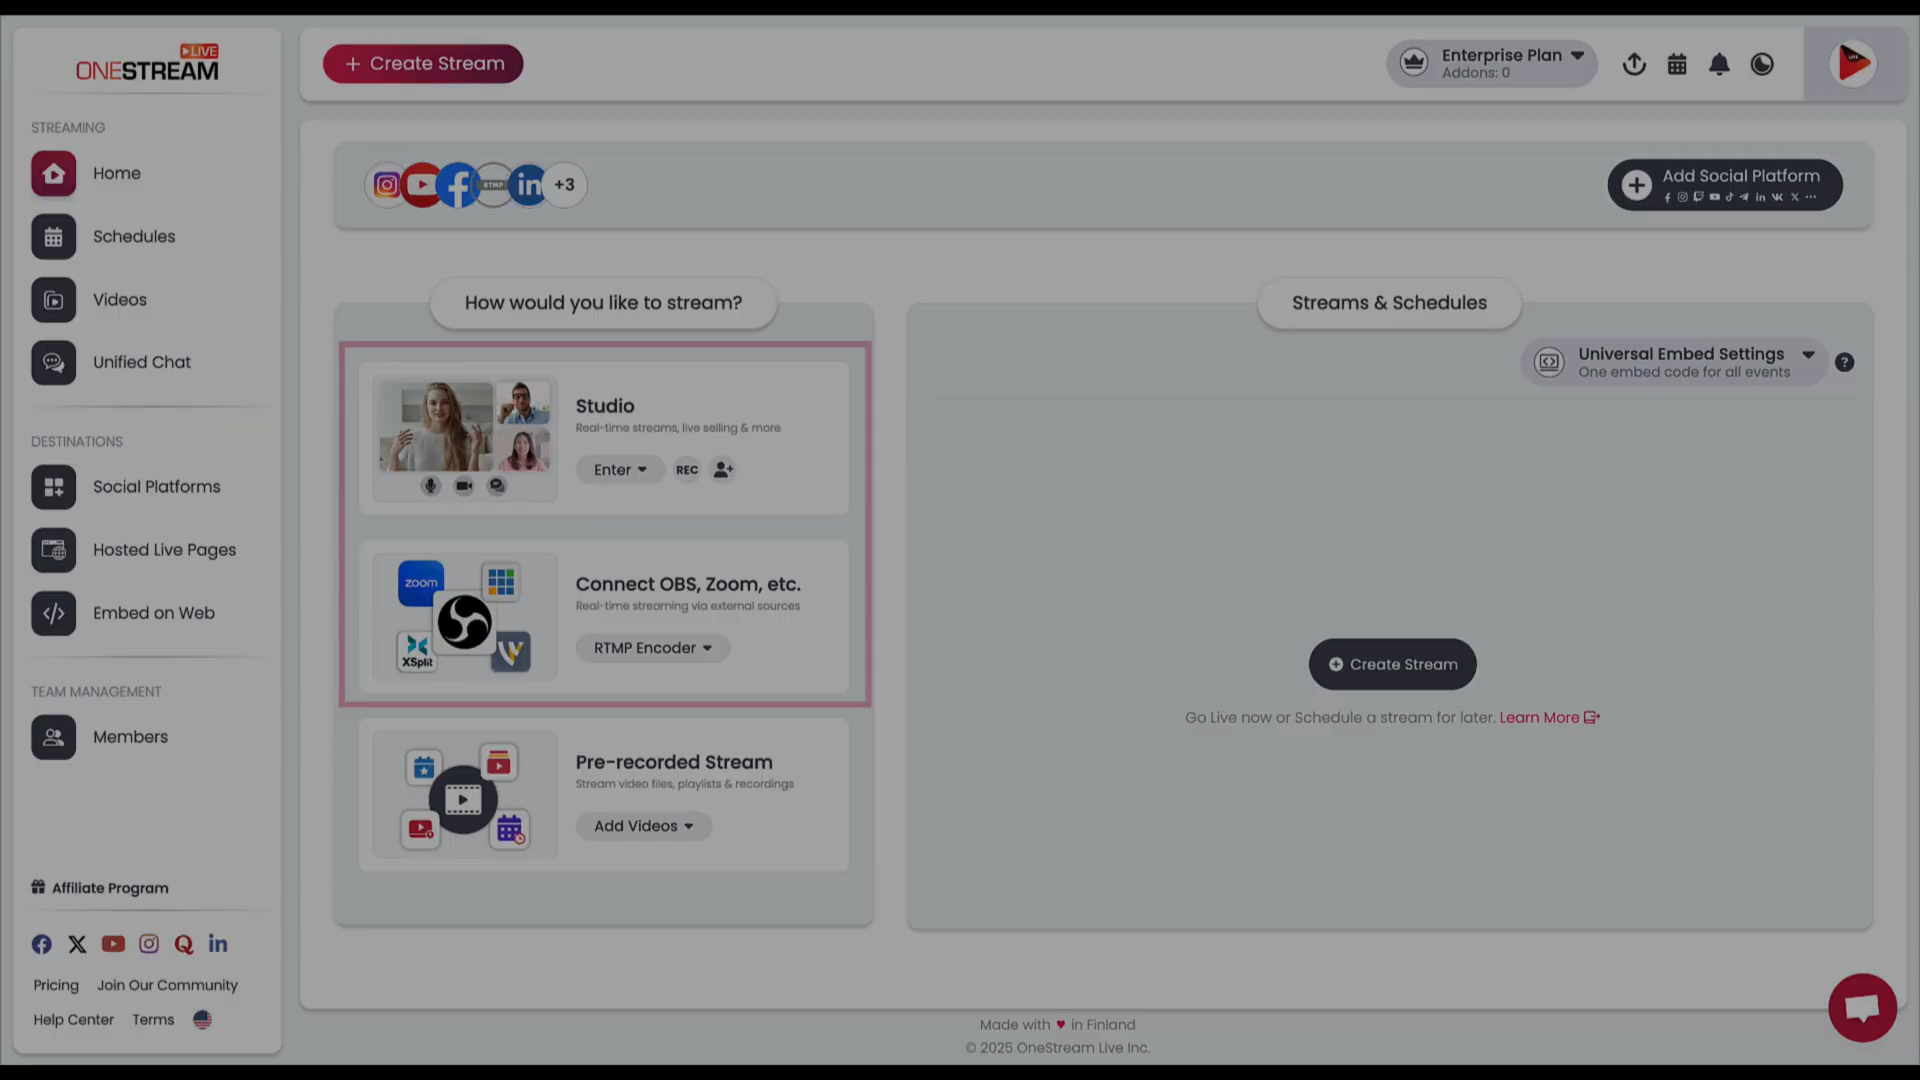 LIVE
ONESTREAM
STREAMING
Home
Schedules
Videos
Unified Chat
DESTINATIONS
Social Platforms
Hosted Live Pages
Embed on Web
TEAM MANAGEMENT
Members
Affiliate Program
Pricing
Join Our Community
Help Center
Terms
+ Create Stream
Enterprise Plan
Addons: 0
LIVE
RTMP
+3
Add Social Platform
How would you like to stream?
Studio
Real-time streams, live selling & more
Enter
REC
zoom
XSplit
Connect OBS, Zoom, etc.
Real-time streaming via external sources
RTMP Encoder
Pre-recorded Stream
Stream video files, playlists & recordings
Add Videos
Streams & Schedules
Universal Embed Settings
One embed code for all events
?
Create Stream
Go Live now or Schedule a stream for later. Learn More
Made with ♥ in Finland
© 2025 OneStream Live Inc.